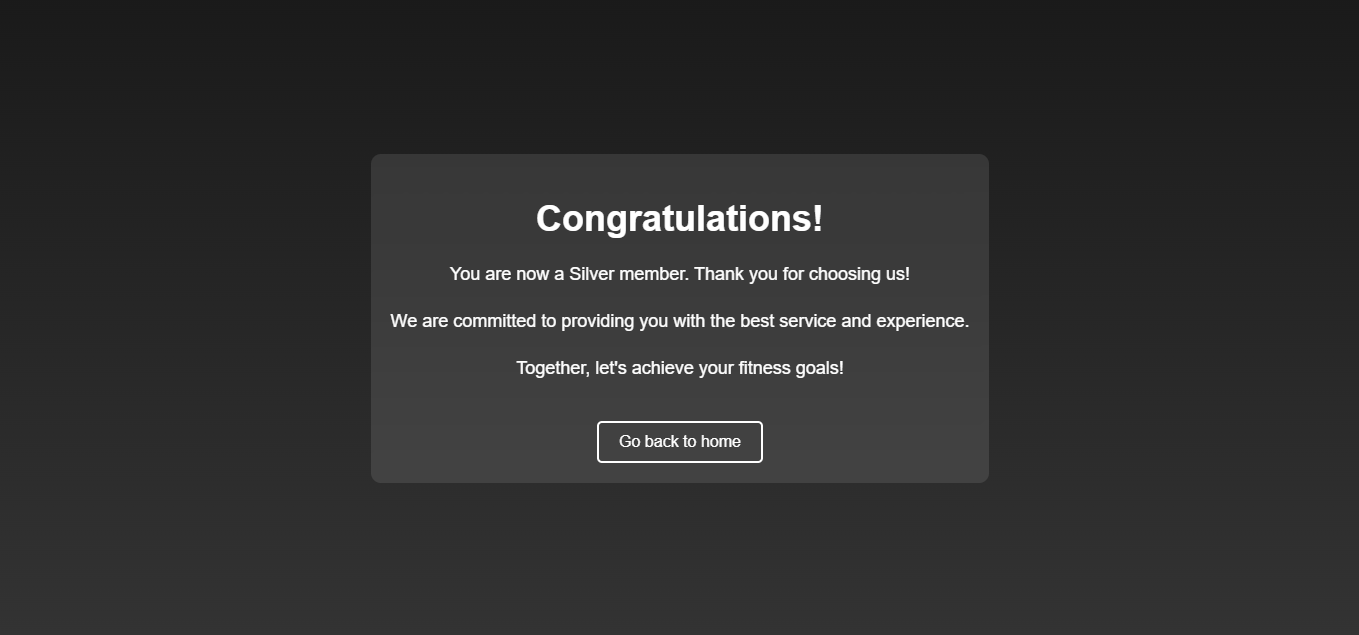 Congratulations!
You are now a Silver member. Thank you for choosing us!
We are committed to providing you with the best service and experience.
Together, let's achieve your fitness goals!
Go back to home